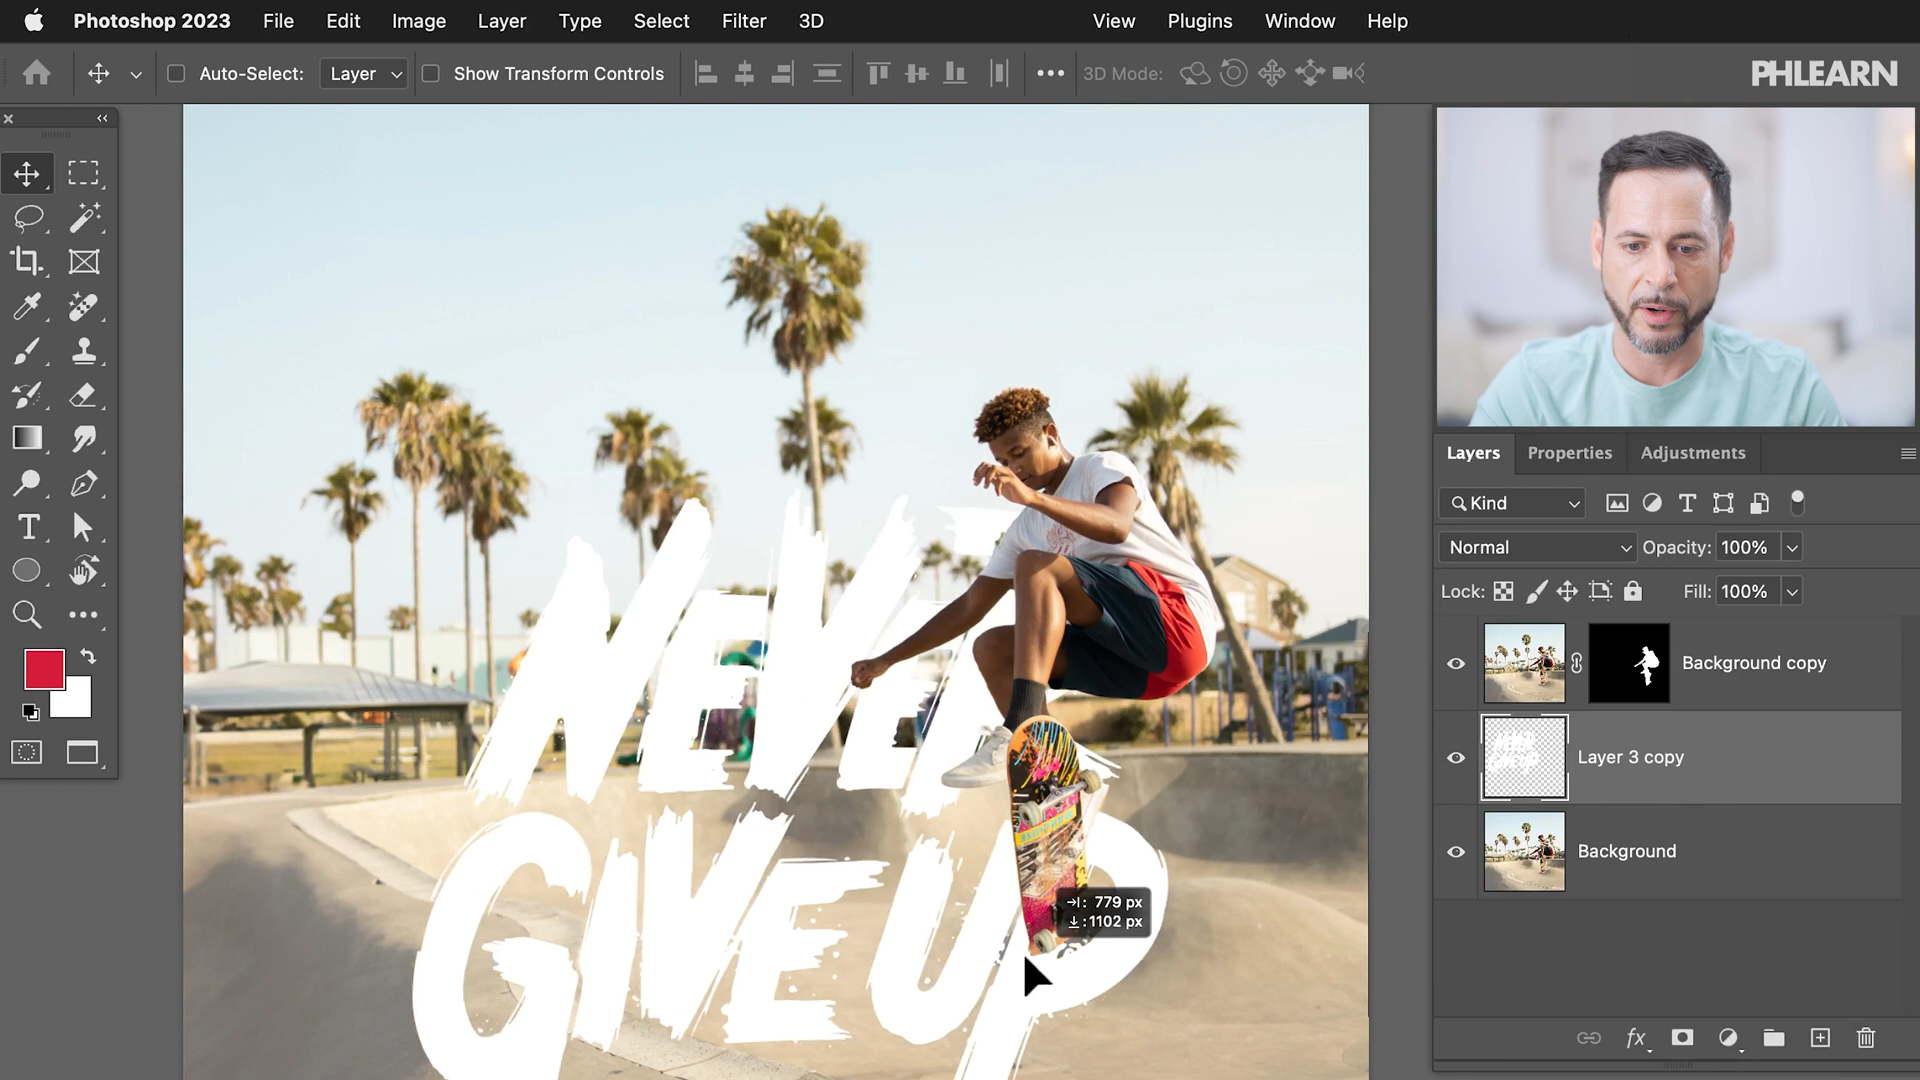 Photoshop 2023 File Edit Image Layer Type Select Filter 3D View Plugins Window Help
Auto-Select: Layer Show Transform Controls 3D Mode: PHLEARN
NEVER
GIVE UP
779 px
1102 px
Layers Properties Adjustments
Kind
Normal Opacity: 100%
Lock: Fill: 100%
Background copy
Layer 3 copy
Background